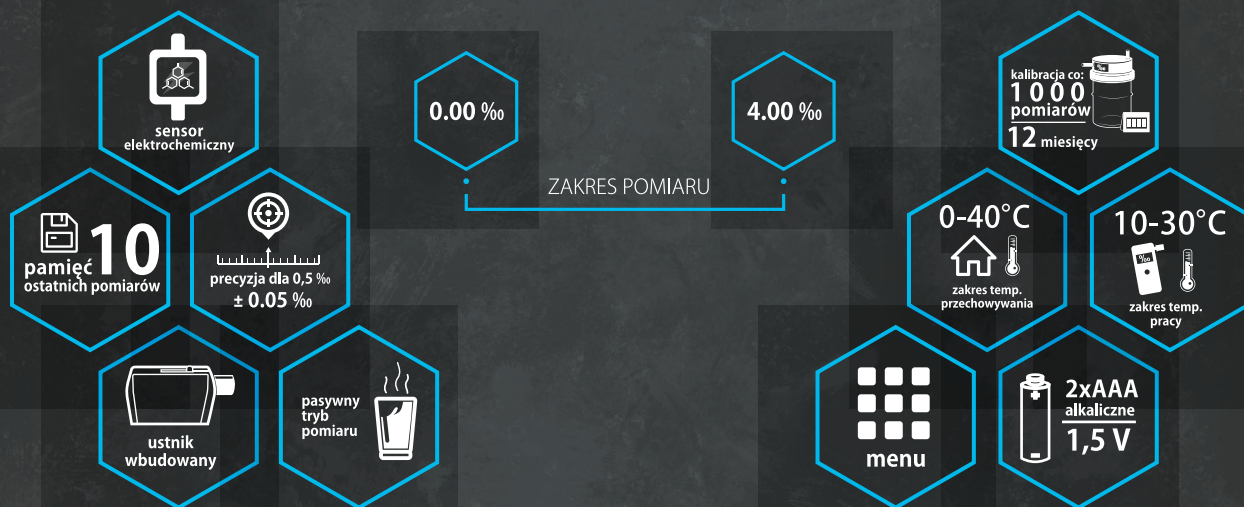 sensor
elektrochemiczny
pamięć 10
ostatnich pomiarów
precyzja dla 0,5 ‰
± 0.05 ‰
ustnik
wbudowany
pasywny
tryb
pomiaru
0.00 ‰
4.00 ‰
ZAKRES POMIARU
kalibracja co:
1000
pomiarów
12 miesięcy
‰
0-40°C
zakres temp.
przechowywania
10-30°C
‰
zakres temp.
pracy
menu
2xAAA
alkaliczne
1,5 V